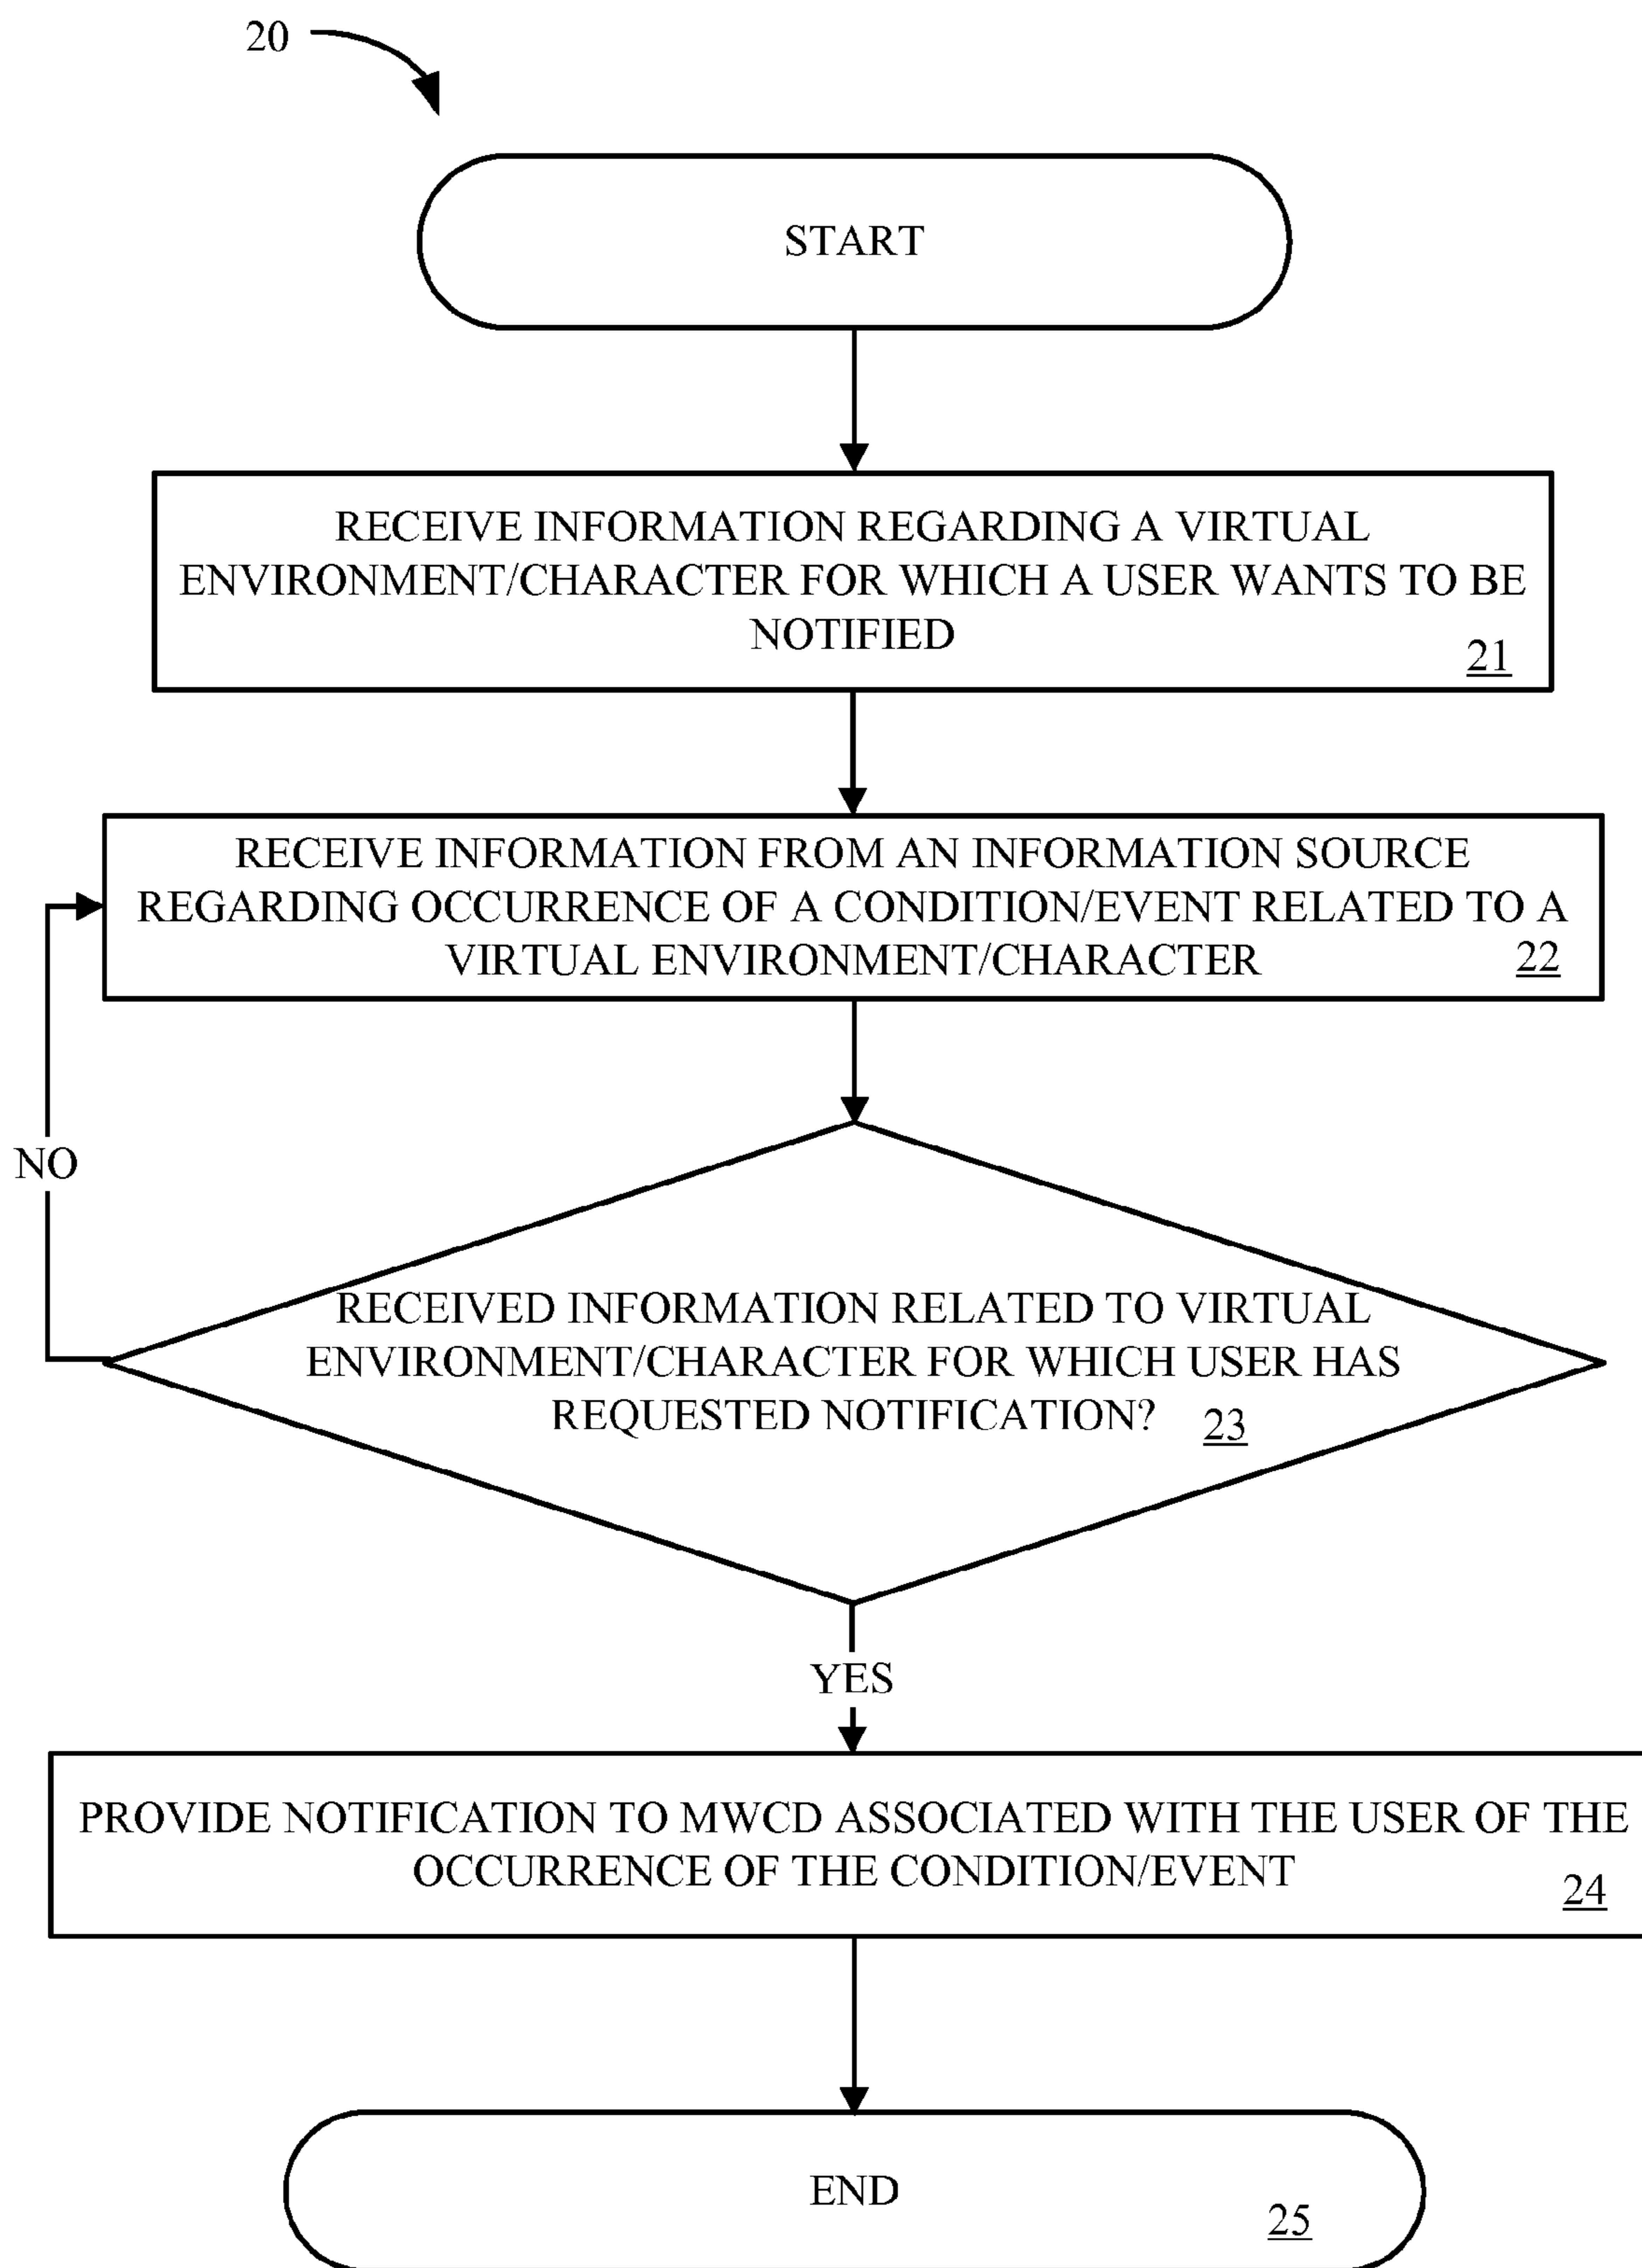 20
START
RECEIVE INFORMATION REGARDING A VIRTUAL
ENVIRONMENT/CHARACTER FOR WHICH A USER WANTS TO BE
NOTIFIED
21
RECEIVE INFORMATION FROM AN INFORMATION SOURCE
REGARDING OCCURRENCE OF A CONDITION/EVENT RELATED TO A
VIRTUAL ENVIRONMENT/CHARACTER
22
NO
RECEIVED INFORMATION RELATED TO VIRTUAL
ENVIRONMENT/CHARACTER FOR WHICH USER HAS
REQUESTED NOTIFICATION?
23
YES
PROVIDE NOTIFICATION TO MWCD ASSOCIATED WITH THE USER OF THE
OCCURRENCE OF THE CONDITION/EVENT
24
END
25